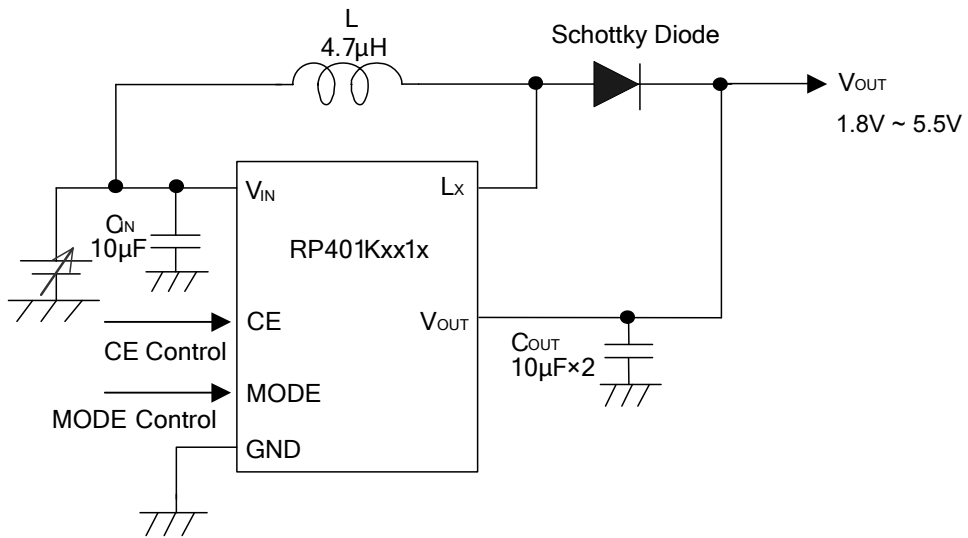 L
4.7µH
Schottky Diode
VOUT
1.8V ~ 5.5V
VIN
LX
CIN
10µF
RP401Kxx1x
CE
VOUT
CE Control
COUT
10µF×2
MODE
MODE Control
GND